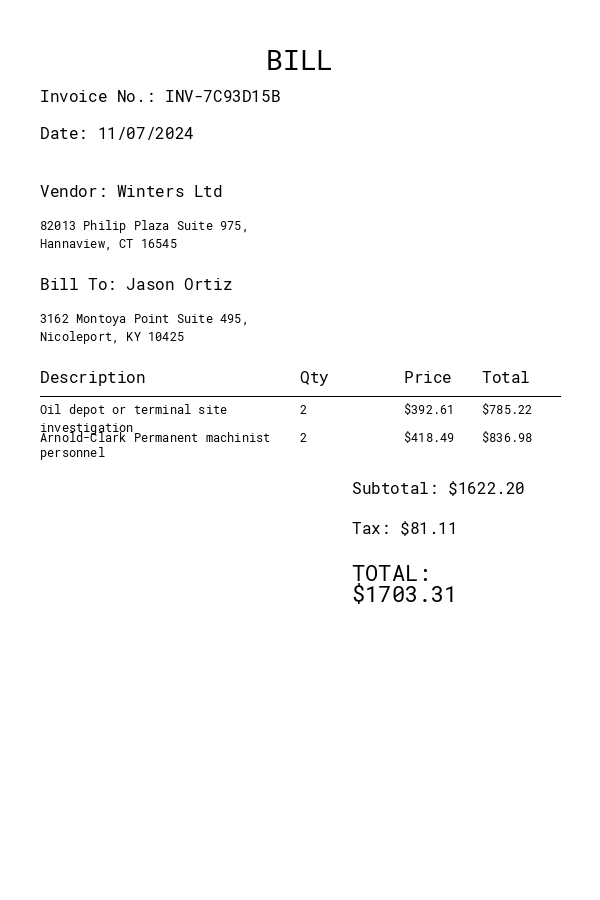 BILL
Invoice No.: INV-7C93D15B
Date: 11/07/2024
Vendor: Winters Ltd
82013 Philip Plaza Suite 975,
Hannaview, CT 16545
Bill To: Jason Ortiz
3162 Montoya Point Suite 495,
Nicoleport, KY 10425
Description Qty Price Total
Oil depot or terminal site 2 $392.61 $785.22
investigation
Arnold-Clark Permanent machinist 2 $418.49 $836.98
personnel
Subtotal: $1622.20
Tax: $81.11
TOTAL:
$1703.31